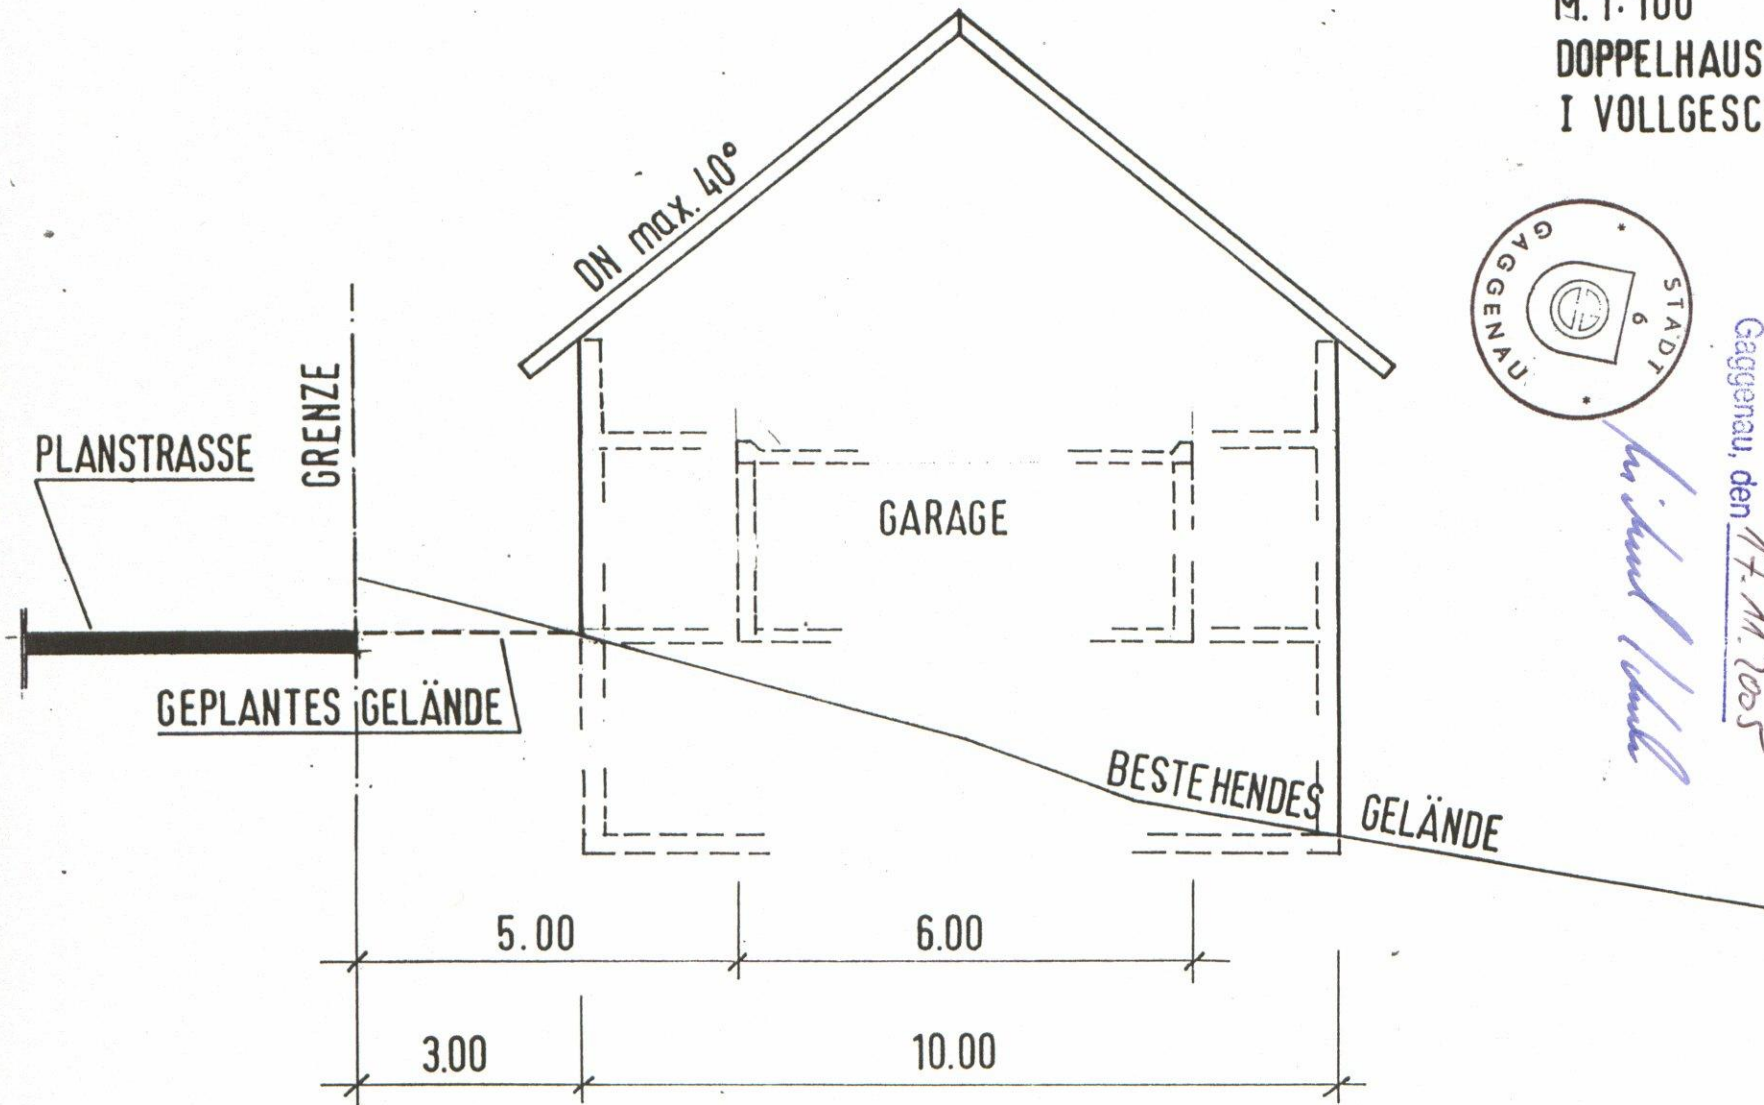 M. 1:100
DOPPELHAUS
I VOLLGESC
DN max. 40°
GRENZE
PLANSTRASSE
STADT
GAGGENAU
6
Gaggenau, den 17.11.2005
GARAGE
GEPLANTES GELÄNDE
BESTEHENDES GELÄNDE
5.00
6.00
3.00
10.00